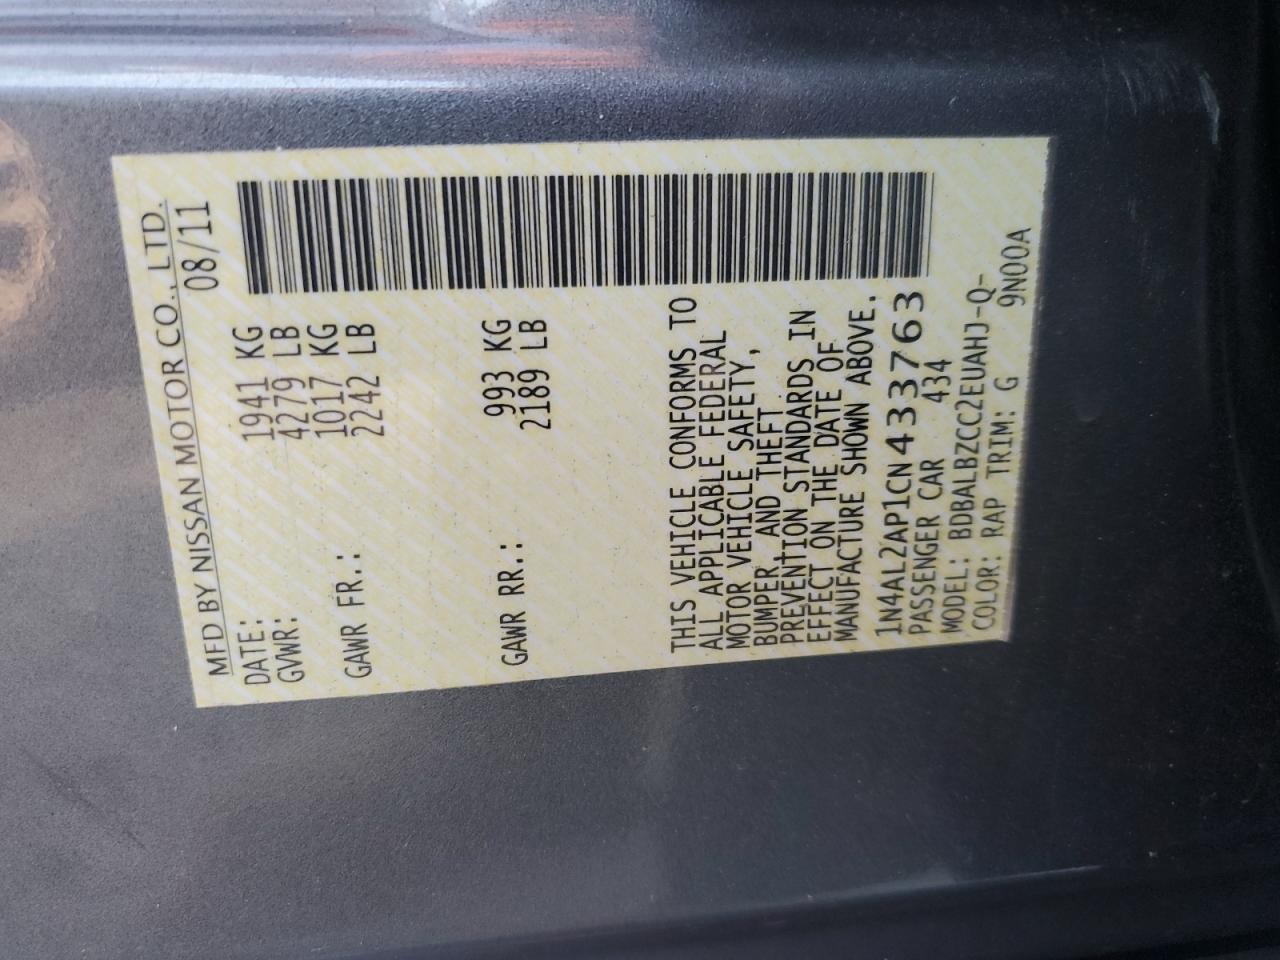 MFD BY NISSAN MOTOR CO., LTD.
DATE: 08/11
GVWR: 1941 KG
4279 LB
GAWR FR.: 1017 KG
2242 LB
GAWR RR.: 993 KG
2189 LB
THIS VEHICLE CONFORMS TO
ALL APPLICABLE FEDERAL
MOTOR VEHICLE SAFETY,
BUMPER, AND THEFT
PREVENTION STANDARDS IN
EFFECT ON THE DATE OF
MANUFACTURE SHOWN ABOVE.
1N4AL2AP1CN433763
PASSENGER CAR 434
MODEL: BDBALBZCCC2EUAHJ-Q-
COLOR: RAP TRIM: G 9N00A